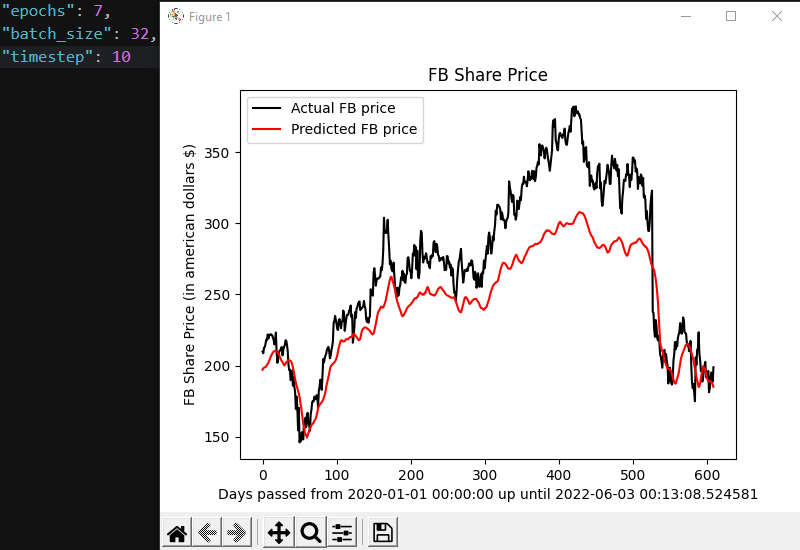 "epochs": 7,
"batch_size": 32,
"timestep": 10
Figure 1
FB Share Price
Actual FB price
Predicted FB price
FB Share Price (in american dollars $)
350
300
250
200
150
0 100 200 300 400 500 600
Days passed from 2020-01-01 00:00:00 up until 2022-06-03 00:13:08.524581